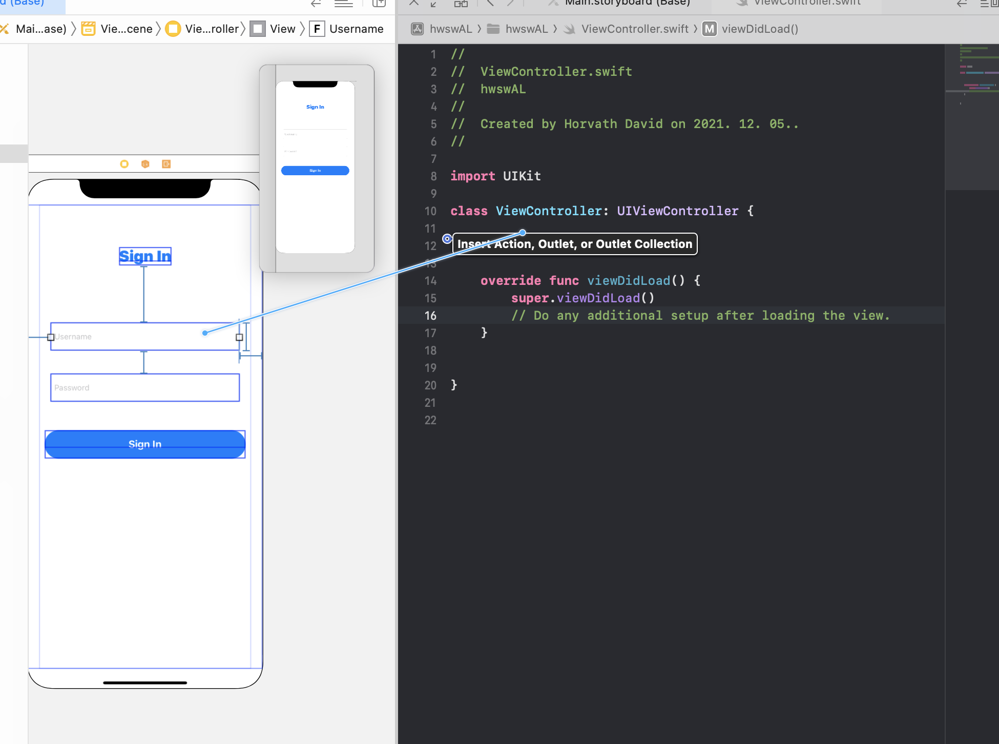 d (Base)
Mai...ase)
Vie...cene
Vie...roller
View
F
Username
Sign In
Sign In
Sign In
Username
Password
Sign In
Main.storyboard (Base)
ViewController.swift
hwswAL
hwswAL
ViewController.swift
M
viewDidLoad()
1 //
2 // ViewController.swift
3 // hwswAL
4 //
5 // Created by Horvath David on 2021. 12. 05..
6 //
7
8 import UIKit
9
10 class ViewController: UIViewController {
11
Insert Action, Outlet, or Outlet Collection
12
13
14 override func viewDidLoad() {
15 super.viewDidLoad()
16 // Do any additional setup after loading the view.
17 }
18
19
20 }
21
22